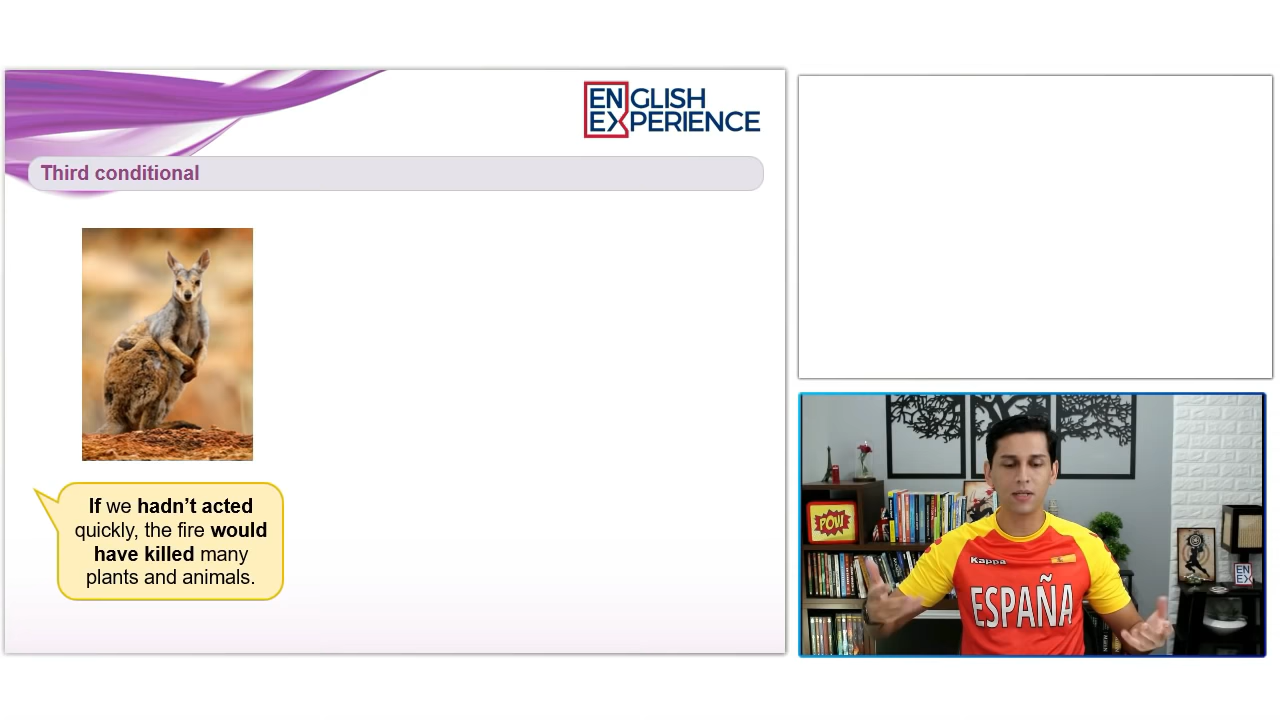 ENGLISH
EXPERIENCE
Third conditional
If we hadn’t acted
quickly, the fire would
have killed many
plants and animals.
POW!
Kappa
ESPAÑA
EN
EX